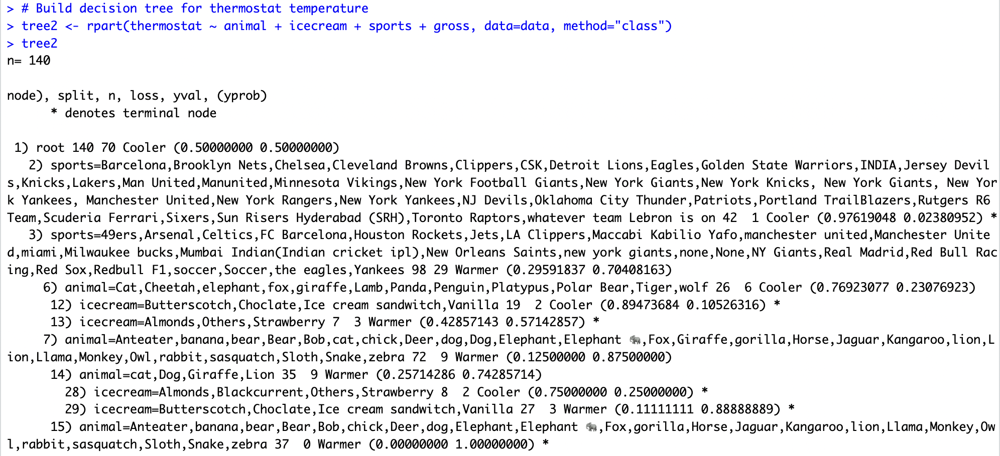 > # Build decision tree for thermostat temperature
> tree2 <- rpart(thermostat ~ animal + icecream + sports + gross, data=data, method="class")
> tree2
n= 140
node), split, n, loss, yval, (yprob)
* denotes terminal node
1) root 140 70 Cooler (0.50000000 0.50000000)
2) sports=Barcelona,Brooklyn Nets,Chelsea,Cleveland Browns,Clippers,CSK,Detroit Lions,Eagles,Golden State Warriors,INDIA,Jersey Devil
s,Knicks,Lakers,Man United,Manunited,Minnesota Vikings,New York Football Giants,New York Giants,New York Knicks, New York Giants, New Yor
k Yankees, Manchester United,New York Rangers,New York Yankees,NJ Devils,Oklahoma City Thunder,Patriots,Portland TrailBlazers,Rutgers R6
Team,Scuderia Ferrari,Sixers,Sun Risers Hyderabad (SRH),Toronto Raptors,whatever team Lebron is on 42  1 Cooler (0.97619048 0.02380952) *
3) sports=49ers,Arsenal,Celtics,FC Barcelona,Houston Rockets,Jets,LA Clippers,Maccabi Kabilio Yafo,manchester united,Manchester Unite
d,miami,Milwaukee bucks,Mumbai Indian(Indian cricket ipl),New Orleans Saints,new york giants,none,None,NY Giants,Real Madrid,Red Bull Rac
ing,Red Sox,Redbull F1,soccer,Soccer,the eagles,Yankees 98 29 Warmer (0.29591837 0.70408163)
6) animal=Cat,Cheetah,elephant,fox,giraffe,Lamb,Panda,Penguin,Platypus,Polar Bear,Tiger,wolf 26  6 Cooler (0.76923077 0.23076923)
12) icecream=Butterscotch,Choclate,Ice cream sandwitch,Vanilla 19  2 Cooler (0.89473684 0.10526316) *
13) icecream=Almonds,Others,Strawberry 7  3 Warmer (0.42857143 0.57142857) *
7) animal=Anteater,banana,bear,Bear,Bob,cat,chick,Deer,dog,Dog,Elephant,Elephant 🐘,Fox,Giraffe,gorilla,Horse,Jaguar,Kangaroo,lion,L
ion,Llama,Monkey,Owl,rabbit,sasquatch,Sloth,Snake,zebra 72  9 Warmer (0.12500000 0.87500000)
14) animal=cat,Dog,Giraffe,Lion 35  9 Warmer (0.25714286 0.74285714)
28) icecream=Almonds,Blackcurrent,Others,Strawberry 8  2 Cooler (0.75000000 0.25000000) *
29) icecream=Butterscotch,Choclate,Ice cream sandwitch,Vanilla 27  3 Warmer (0.11111111 0.88888889) *
15) animal=Anteater,banana,bear,Bear,Bob,chick,Deer,dog,Elephant,Elephant 🐘,Fox,gorilla,Horse,Jaguar,Kangaroo,lion,Llama,Monkey,Ow
l,rabbit,sasquatch,Sloth,Snake,zebra 37  0 Warmer (0.00000000 1.00000000) *